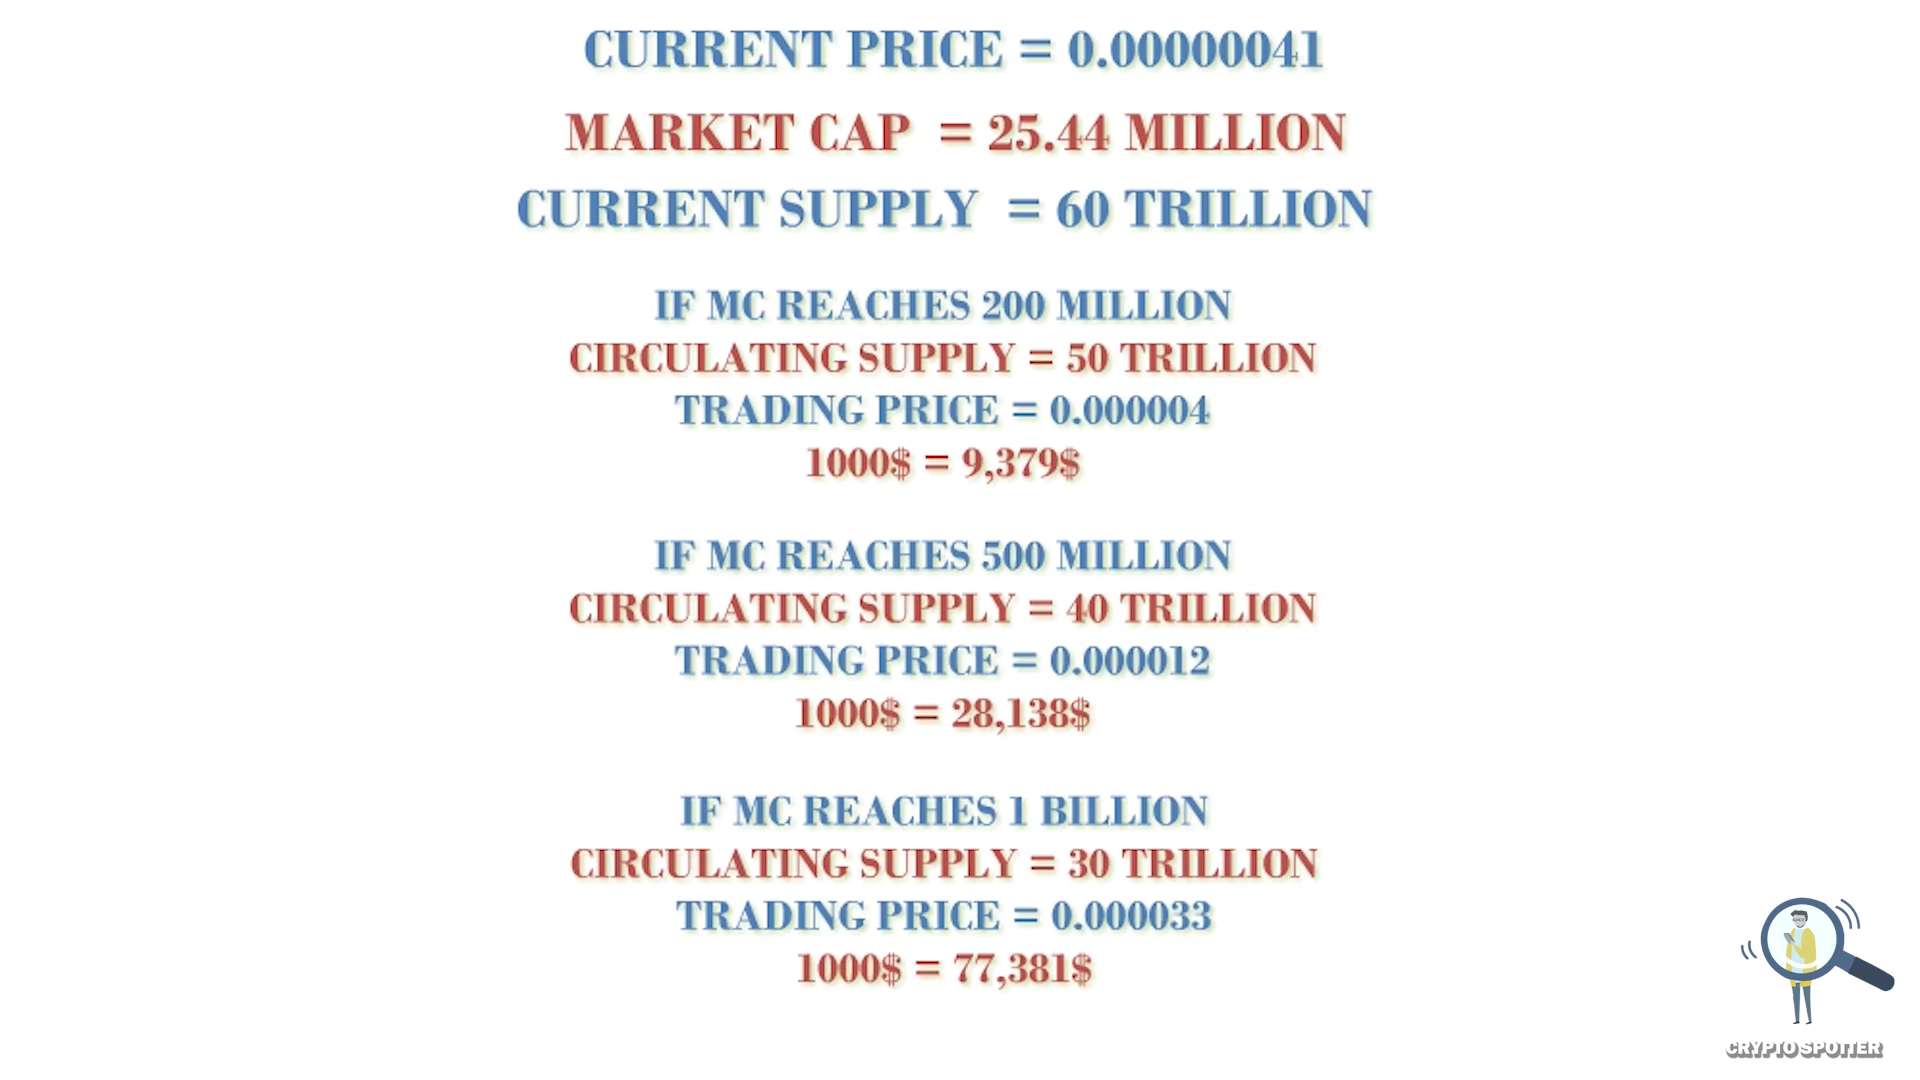 CURRENT PRICE = 0.00000041
MARKET CAP = 25.44 MILLION
CURRENT SUPPLY = 60 TRILLION
IF MC REACHES 200 MILLION
CIRCULATING SUPPLY = 50 TRILLION
TRADING PRICE = 0.000004
1000$ = 9,379$
IF MC REACHES 500 MILLION
CIRCULATING SUPPLY = 40 TRILLION
TRADING PRICE = 0.000012
1000$ = 28,138$
IF MC REACHES 1 BILLION
CIRCULATING SUPPLY = 30 TRILLION
TRADING PRICE = 0.000033
1000$ = 77,381$
CRYPTO SPOTTER